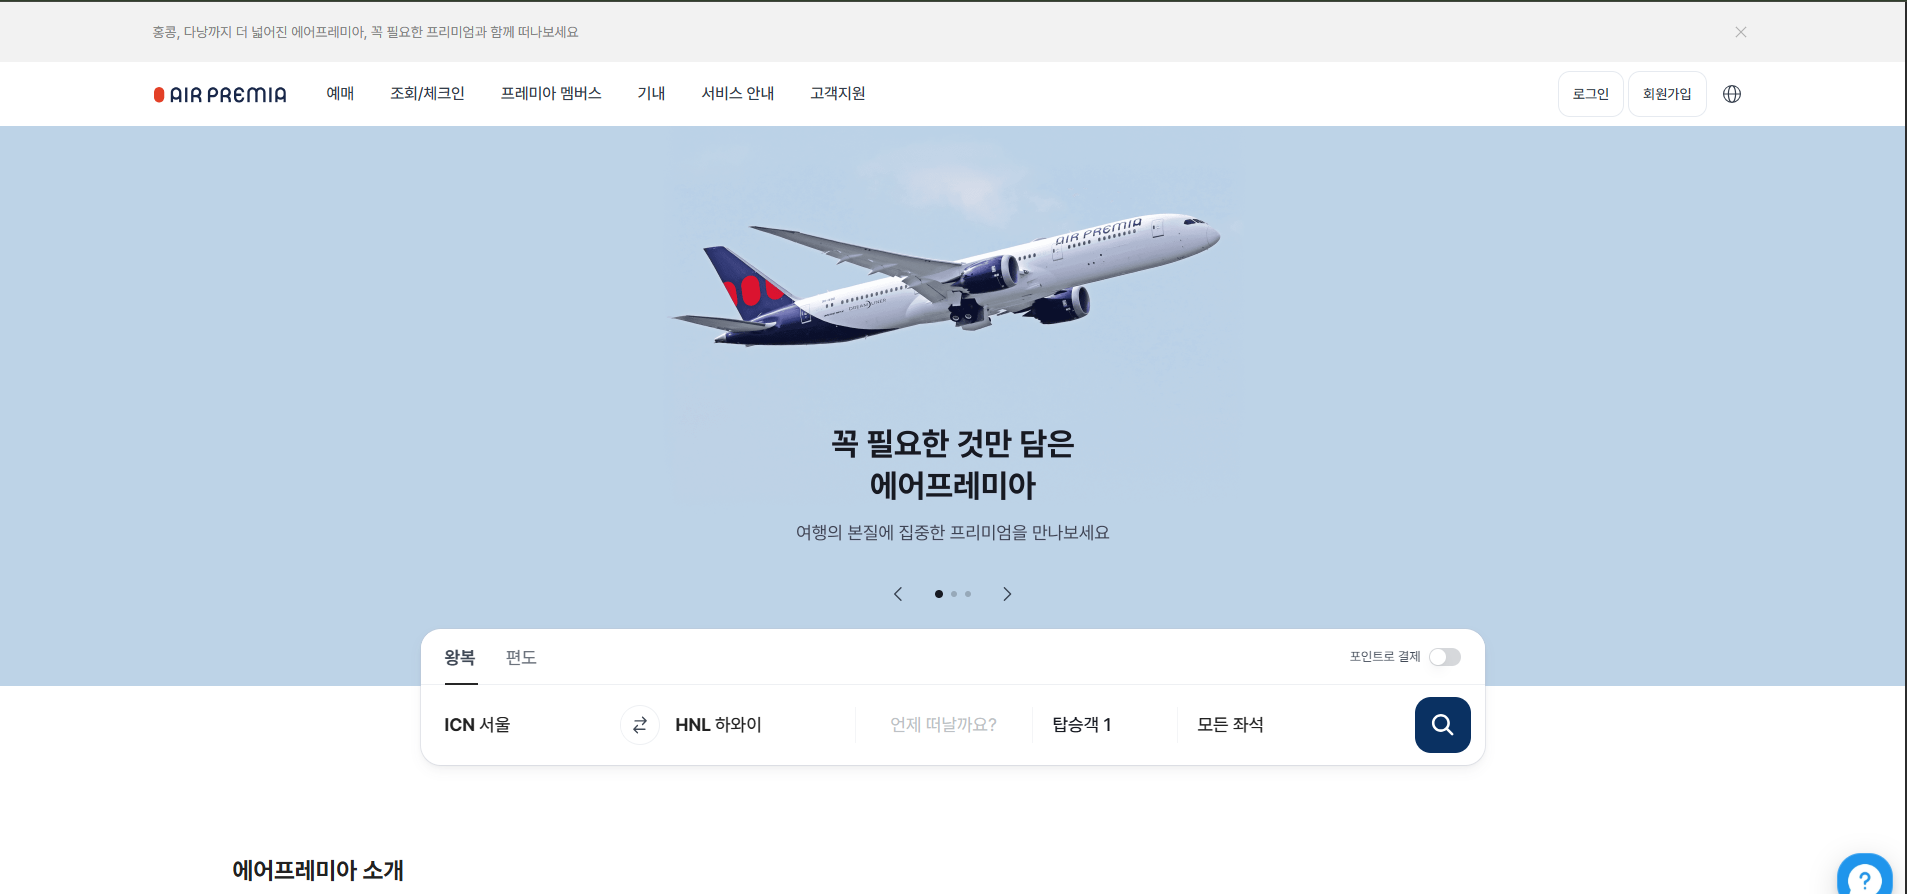 홍콩, 다낭까지 더 넓어진 에어프레미아, 꼭 필요한 프리미엄과 함께 떠나보세요
AIR PREMIA 예매 조회/체크인 프레미아 멤버스 기내 서비스 안내 고객지원 로그인 회원가입
AIR PREMIA
DREAMLINER
꼭 필요한 것만 담은
에어프레미아
여행의 본질에 집중한 프리미엄을 만나보세요
왕복 편도 포인트로 결제
ICN 서울 HNL 하와이 언제 떠날까요? 탑승객 1 모든 좌석
에어프레미아 소개
?